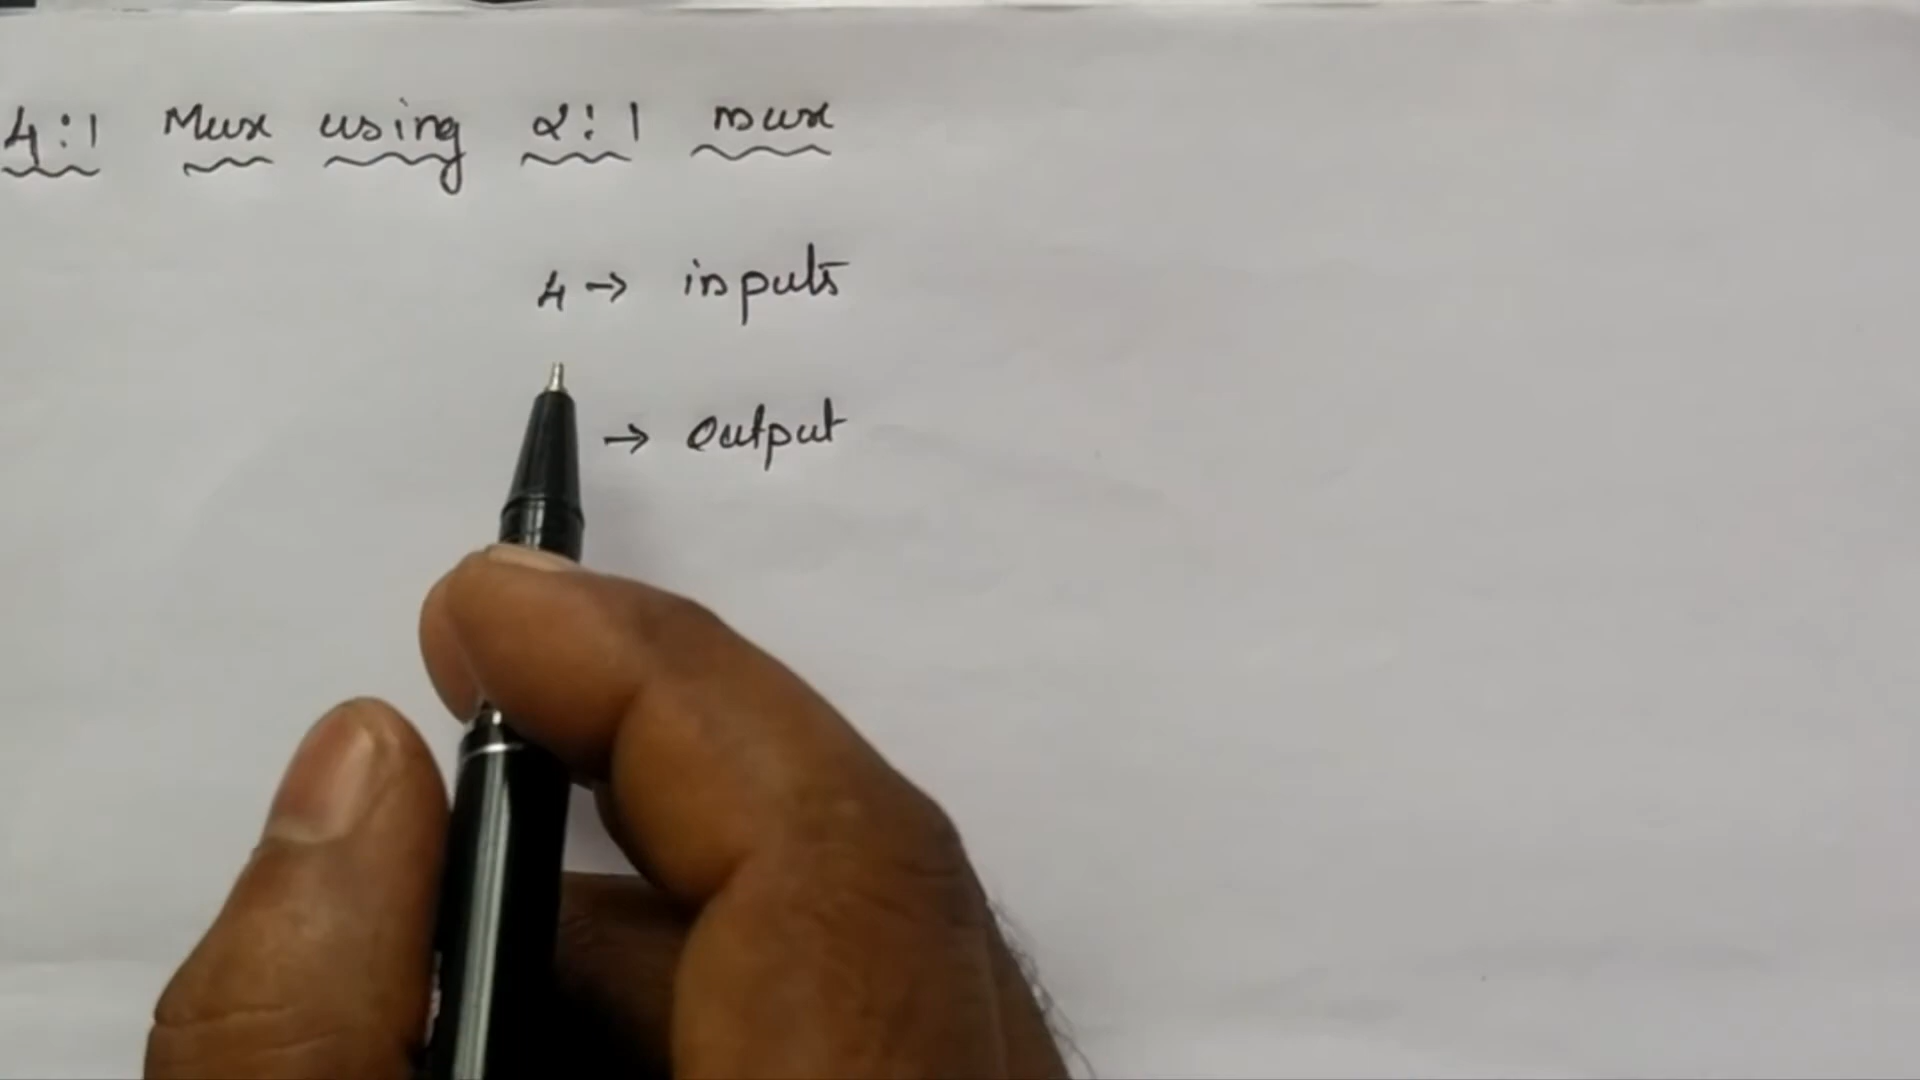 4:1 Mux using 2:1 mux
4 → inputs
→ output